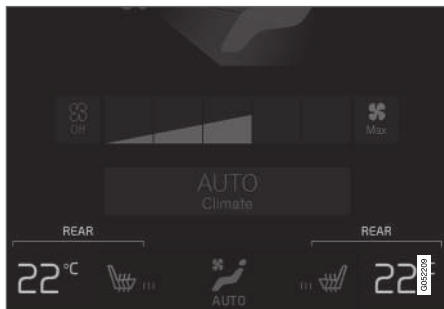 Off
Max
AUTO
Climate
REAR REAR
22°C 22°
AUTO
G052209